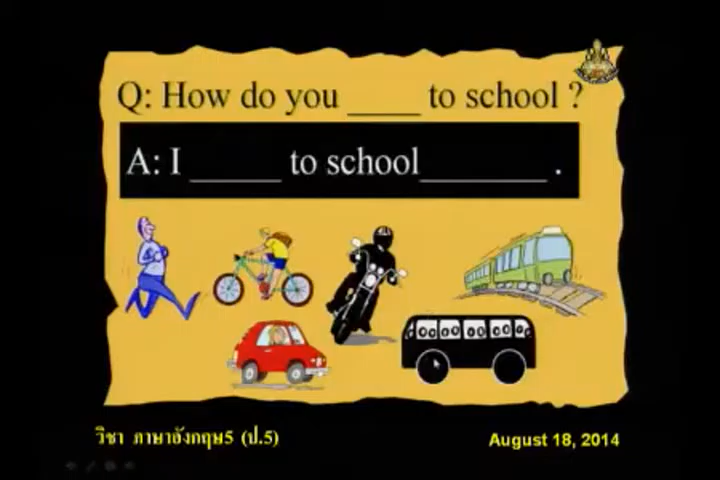 Q: How do you ____ to school ?
A: I _____ to school_______ .
วิชา ภาษาอังกฤษ5 (ป.5)
August 18, 2014